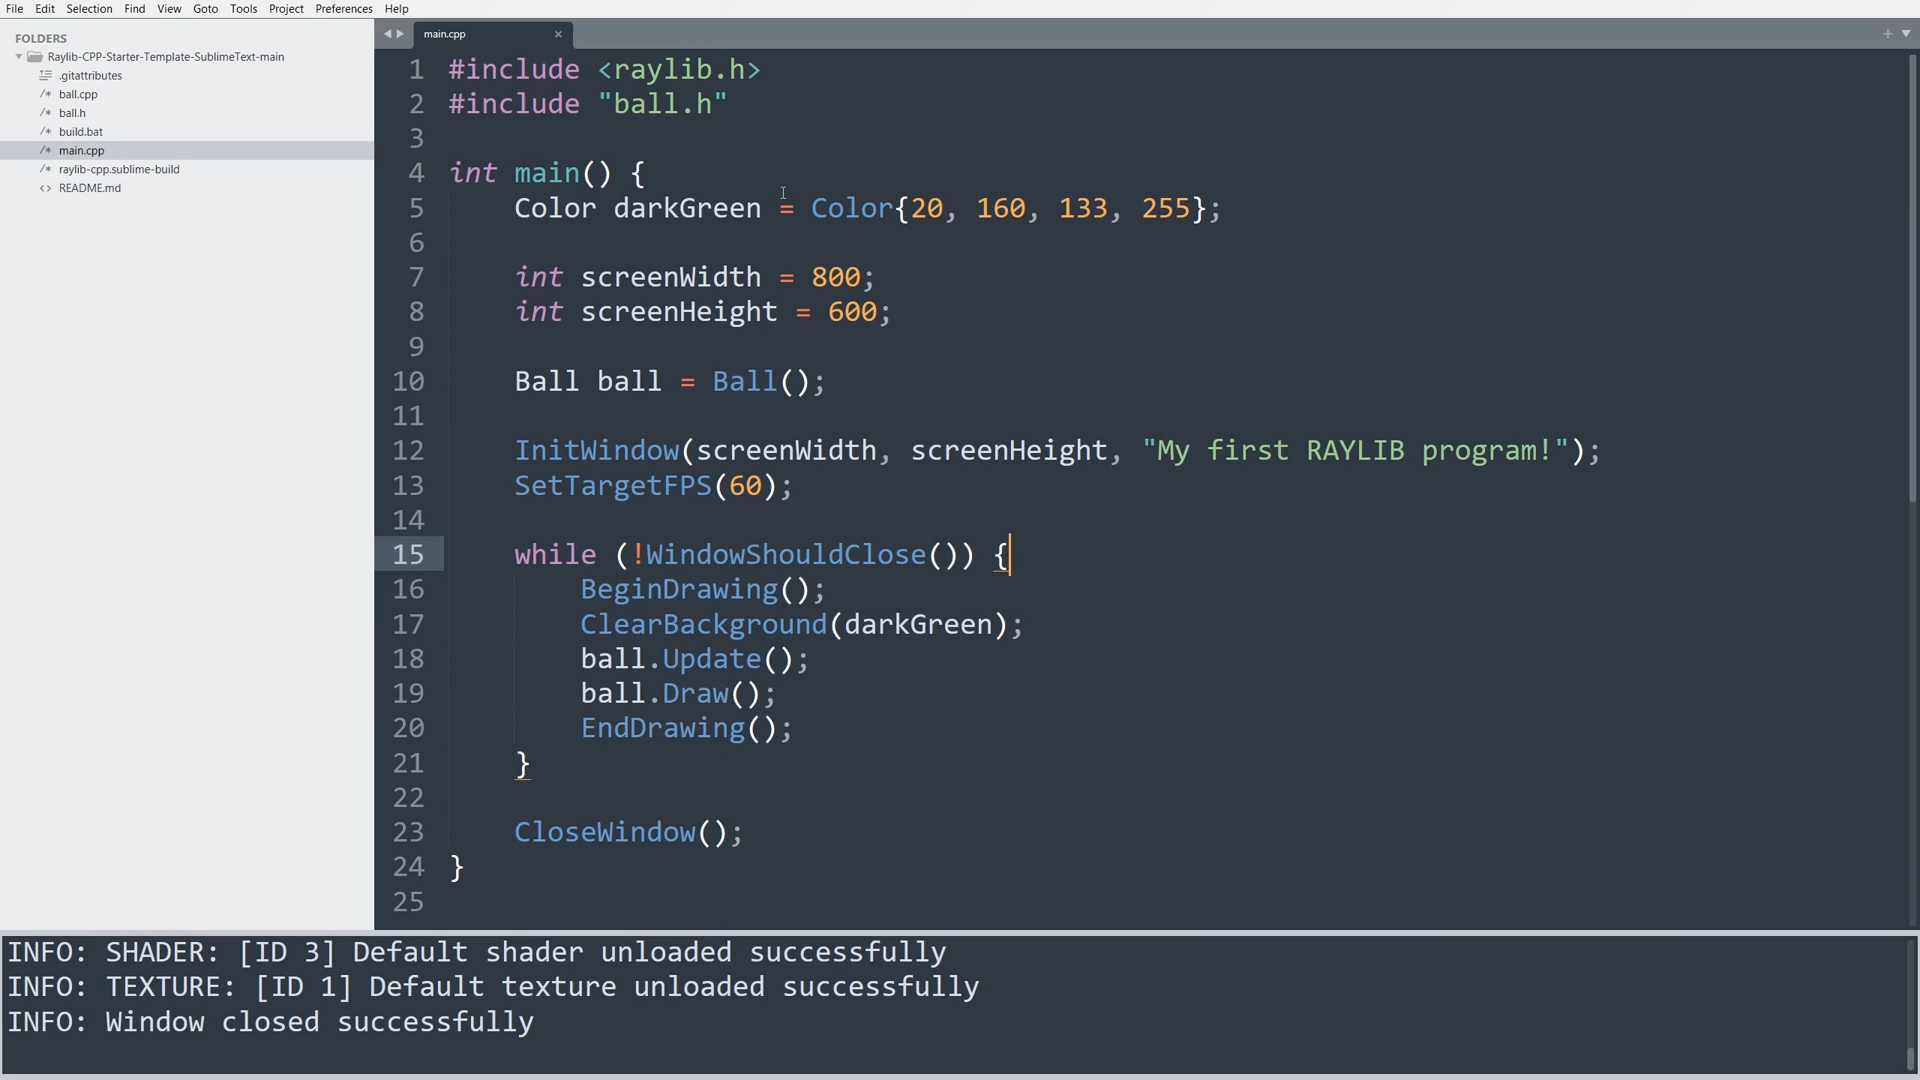 File Edit Selection Find View Goto Tools Project Preferences Help
FOLDERS
Raylib-CPP-Starter-Template-SublimeText-main
.gitattributes
/* ball.cpp
/* ball.h
/* build.bat
/* main.cpp
/* raylib-cpp.sublime-build
<> README.md
main.cpp ×
1 #include <raylib.h>
2 #include "ball.h"
3
4 int main() {
5     Color darkGreen = Color{20, 160, 133, 255};
6
7     int screenWidth = 800;
8     int screenHeight = 600;
9
10     Ball ball = Ball();
11
12     InitWindow(screenWidth, screenHeight, "My first RAYLIB program!");
13     SetTargetFPS(60);
14
15     while (!WindowShouldClose()) {
16         BeginDrawing();
17         ClearBackground(darkGreen);
18         ball.Update();
19         ball.Draw();
20         EndDrawing();
21     }
22
23     CloseWindow();
24 }
25
INFO: SHADER: [ID 3] Default shader unloaded successfully
INFO: TEXTURE: [ID 1] Default texture unloaded successfully
INFO: Window closed successfully